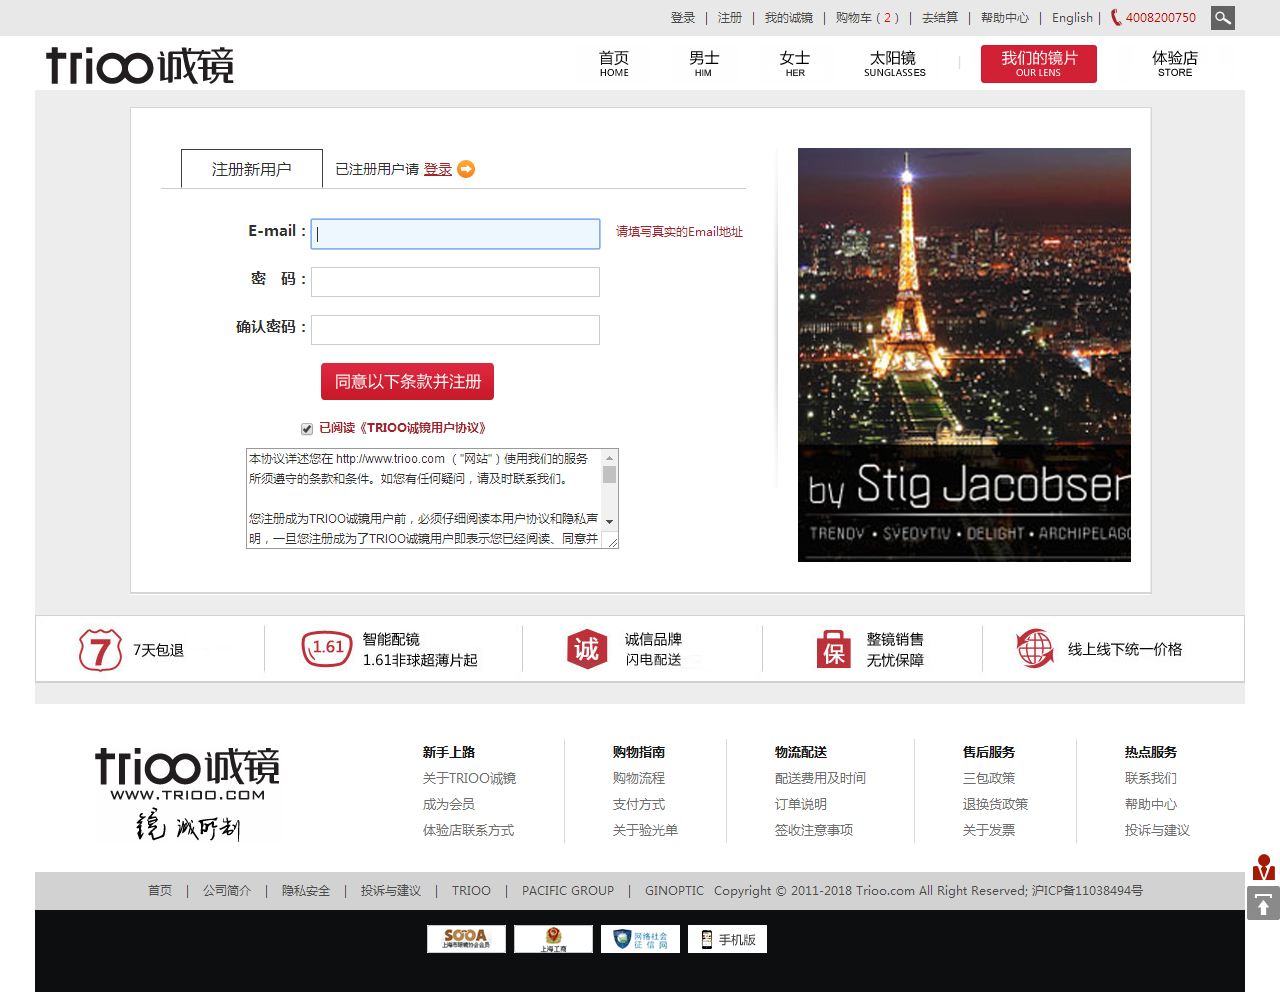 登录 | 注册 | 我的诚镜 | 购物车（2） | 去结算 | 帮助中心 | English | 4008200750
trioo诚镜
首页 男士 女士 太阳镜 | 我们的镜片 体验店
HOME HIM HER SUNGLASSES OUR LENS STORE
注册新用户 已注册用户请 登录
E-mail： 请填写真实的Email地址
密 码：
确认密码：
同意以下条款并注册
已阅读《TRIOO诚镜用户协议》
本协议详述您在 http://www.trioo.com （"网站"）使用我们的服务
所须遵守的条款和条件。如您有任何疑问，请及时联系我们。
您注册成为TRIOO诚镜用户前，必须仔细阅读本用户协议和隐私声
明，一旦您注册成为了TRIOO诚镜用户即表示您已经阅读、同意并
by Stig Jacobsen
TRENDY • SVEDVTIV • DELIGHT • ARCHIPELAG
7 7天包退
1.61 智能配镜
1.61非球超薄片起
诚 诚信品牌
闪电配送
保 整镜销售
无忧保障
线上线下统一价格
trioo诚镜
WWW.TRIOO.COM
镜 诚所制
新手上路
关于TRIOO诚镜
成为会员
体验店联系方式
购物指南
购物流程
支付方式
关于验光单
物流配送
配送费用及时间
订单说明
签收注意事项
售后服务
三包政策
退换货政策
关于发票
热点服务
联系我们
帮助中心
投诉与建议
首页 | 公司简介 | 隐私安全 | 投诉与建议 | TRIOO | PACIFIC GROUP | GINOPTIC Copyright © 2011-2018 Trioo.com All Right Reserved; 沪ICP备11038494号
SOOA
上海市眼镜协会会员
上海工商
网络社会
征信网
手机版